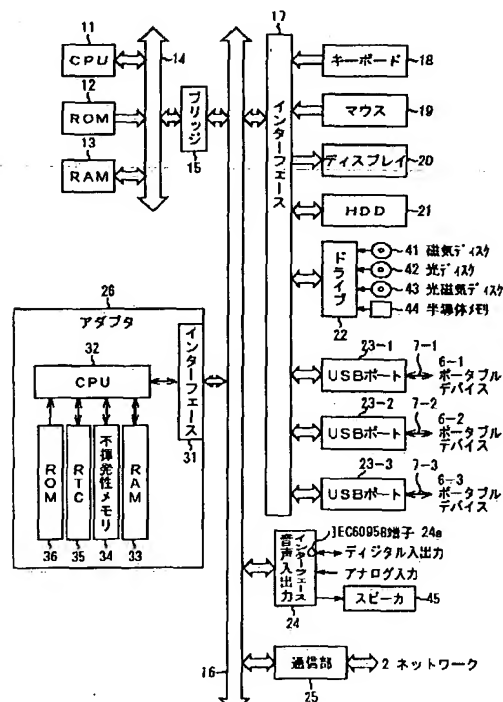 11
CPU
12
ROM
13
RAM
14
ブリッジ
15
17
インターフェース
キーボード
18
マウス
19
ディスプレイ
20
HDD
21
ドライブ
22
41 磁気ディスク
42 光ディスク
43 光磁気ディスク
44 半導体メモリ
23-1
USBポート
7-1
6-1
ポータブル
デバイス
23-2
USBポート
7-2
6-2
ポータブル
デバイス
23-3
USBポート
7-3
6-3
ポータブル
デバイス
26
アダプタ
32
CPU
インターフェース
31
ROM
36
RTC
35
不揮発性メモリ
34
RAM
33
音声入出力
インターフェース
24
IEC60958端子 24a
ディジタル入出力
アナログ入力
スピーカ
45
16
通信部
25
2 ネットワーク